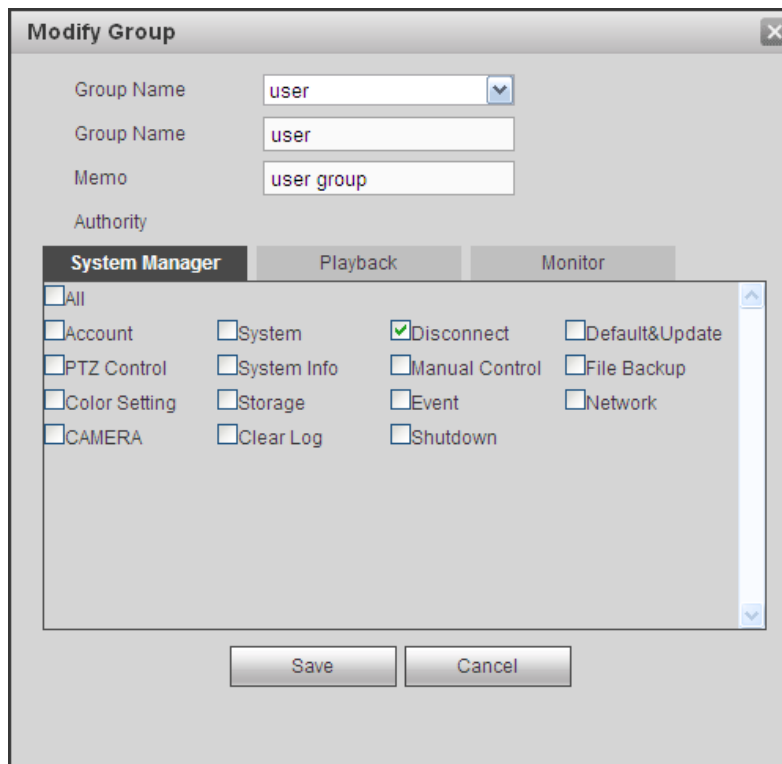 Modify Group
Group Name user
Group Name user
Memo user group
Authority
System Manager Playback Monitor
All
Account System Disconnect Default&Update
PTZ Control System Info Manual Control File Backup
Color Setting Storage Event Network
CAMERA Clear Log Shutdown
Save Cancel